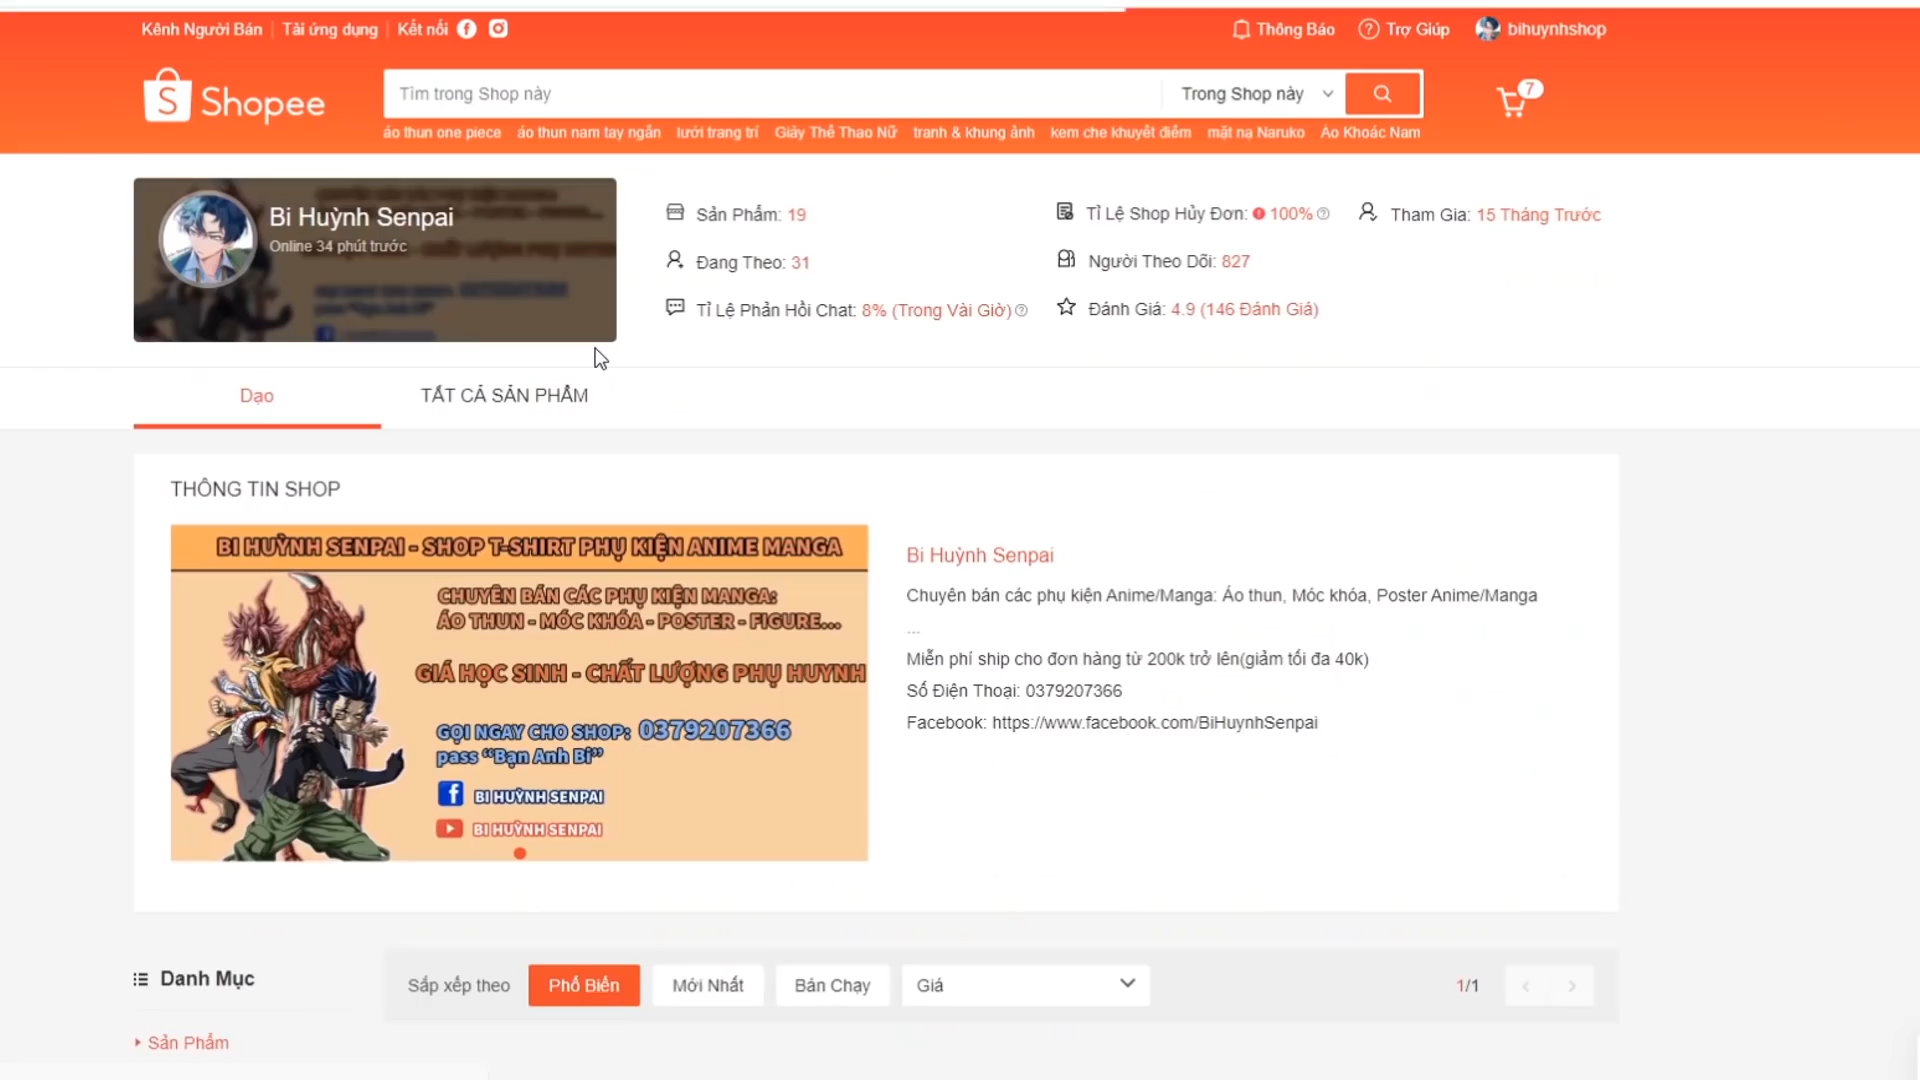 Kênh Người Bán
Tải ứng dụng
Kết nối
Thông Báo
Trợ Giúp
bihuynhshop
Shopee
Tìm trong Shop này
Trong Shop này
7
áo thun one piece
áo thun nam tay ngắn
lưới trang trí
Giày Thể Thao Nữ
tranh & khung ảnh
kem che khuyết điểm
mặt nạ Naruko
Áo Khoác Nam
Bi Huỳnh Senpai
Online 34 phút trước
Sản Phẩm: 19
Tỉ Lệ Shop Hủy Đơn: 100%
Tham Gia: 15 Tháng Trước
Đang Theo: 31
Người Theo Dõi: 827
Tỉ Lệ Phản Hồi Chat: 8% (Trong Vài Giờ)
Đánh Giá: 4.9 (146 Đánh Giá)
Dạo
TẤT CẢ SẢN PHẨM
THÔNG TIN SHOP
BI HUỲNH SENPAI - SHOP T-SHIRT PHỤ KIỆN ANIME MANGA
CHUYÊN BÁN CÁC PHỤ KIỆN MANGA:
ÁO THUN - MÓC KHÓA - POSTER - FIGURE...
GIÁ HỌC SINH - CHẤT LƯỢNG PHỤ HUYNH
GỌI NGAY CHO SHOP: 0379207366
pass “Bạn Anh Bi”
BI HUỲNH SENPAI
BI HUỲNH SENPAI
Bi Huỳnh Senpai
Chuyên bán các phụ kiện Anime/Manga: Áo thun, Móc khóa, Poster Anime/Manga
...
Miễn phí ship cho đơn hàng từ 200k trở lên(giảm tối đa 40k)
Số Điện Thoại: 0379207366
Facebook: https://www.facebook.com/BiHuynhSenpai
Danh Mục
Sắp xếp theo
Phổ Biến
Mới Nhất
Bán Chạy
Giá
1/1
Sản Phẩm